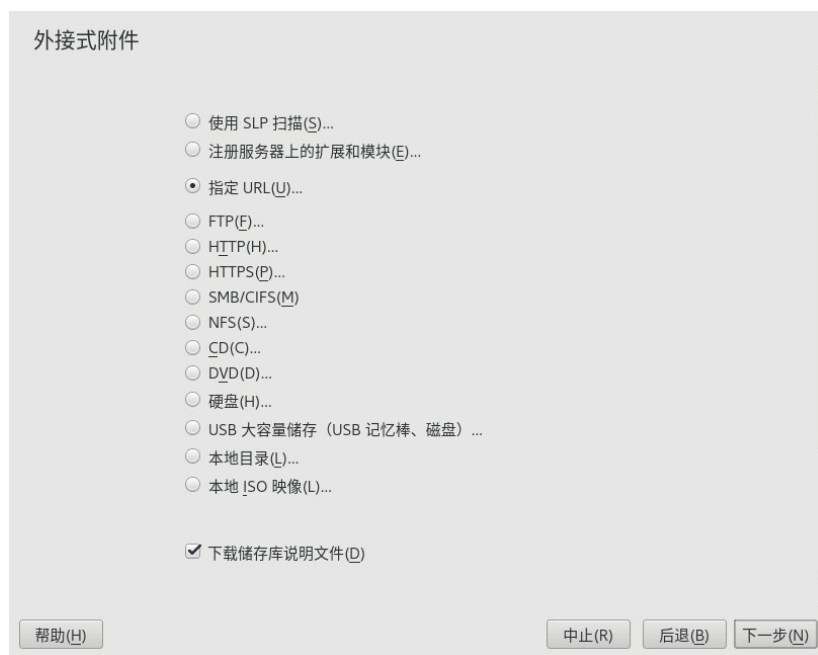 外接式附件
使用 SLP 扫描(S)...
注册服务器上的扩展和模块(E)...
指定 URL(U)...
FTP(F)...
HTTP(H)...
HTTPS(P)...
SMB/CIFS(M)
NFS(S)...
CD(C)...
DVD(D)...
硬盘(H)...
USB 大容量储存（USB 记忆棒、磁盘）...
本地目录(L)...
本地 ISO 映像(L)...
下载储存库说明文件(D)
帮助(H) 中止(R) 后退(B) 下一步(N)